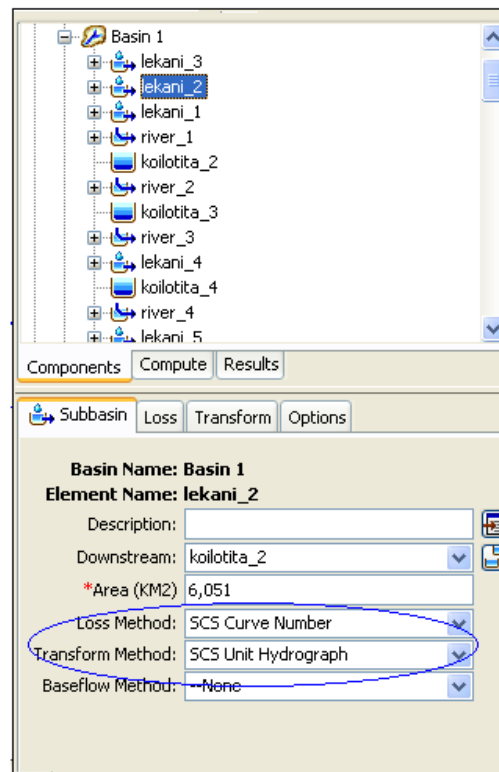 Basin 1
lekani_3
lekani_2
lekani_1
river_1
koilotita_2
river_2
koilotita_3
river_3
lekani_4
koilotita_4
river_4
lekani_5
Components Compute Results
Subbasin Loss Transform Options
Basin Name: Basin 1
Element Name: lekani_2
Description:
Downstream: koilotita_2
*Area (KM2) 6,051
Loss Method: SCS Curve Number
Transform Method: SCS Unit Hydrograph
Baseflow Method: --None--